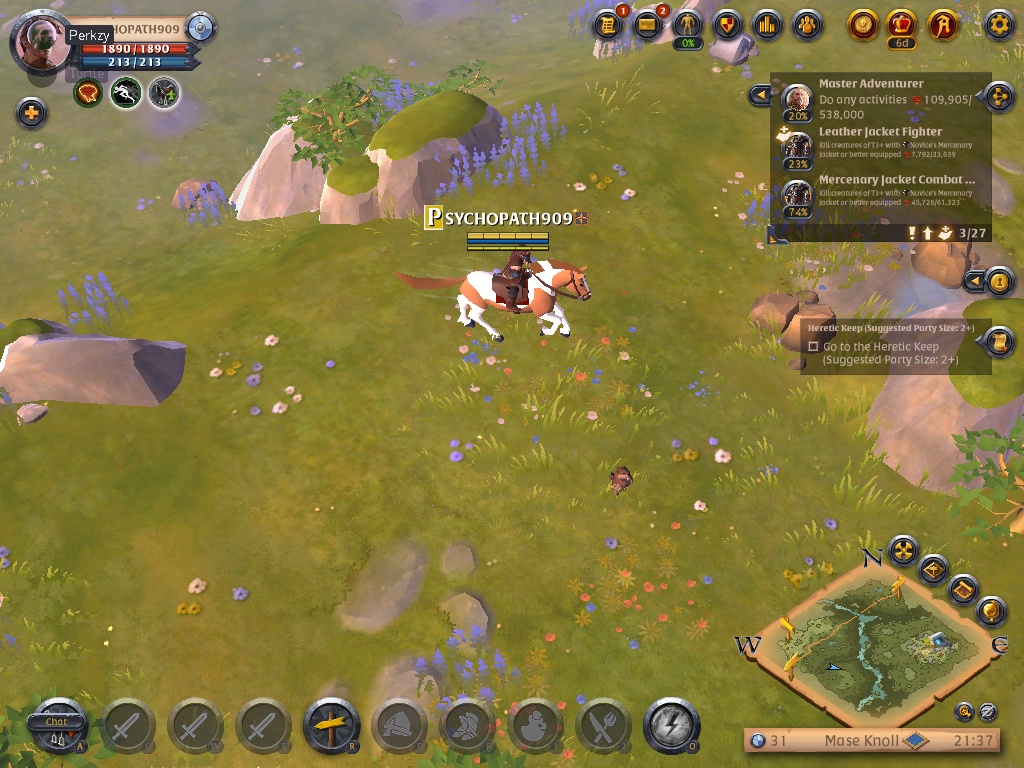 Perkzy
HOPATH909
1890 / 1890
213 / 213
Turtle
1
2
0%
6d
Master Adventurer
Do any activities 109,905/
538,000
20%
Leather Jacket Fighter
Kill creatures of T3+ with Novice's Mercenary
Jacket or better equipped 7,792/33,639
23%
Mercenary Jacket Combat ...
Kill creatures of T3+ with Novice's Mercenary
Jacket or better equipped 45,726/61,323
74%
3/27
PSYCHOPATH909
Heretic Keep (Suggested Party Size: 2+)
Go to the Heretic Keep
(Suggested Party Size: 2+)
N
W
E
Chat
A
Q
W
E
R
D
F
O
31
Mase Knoll
21:37